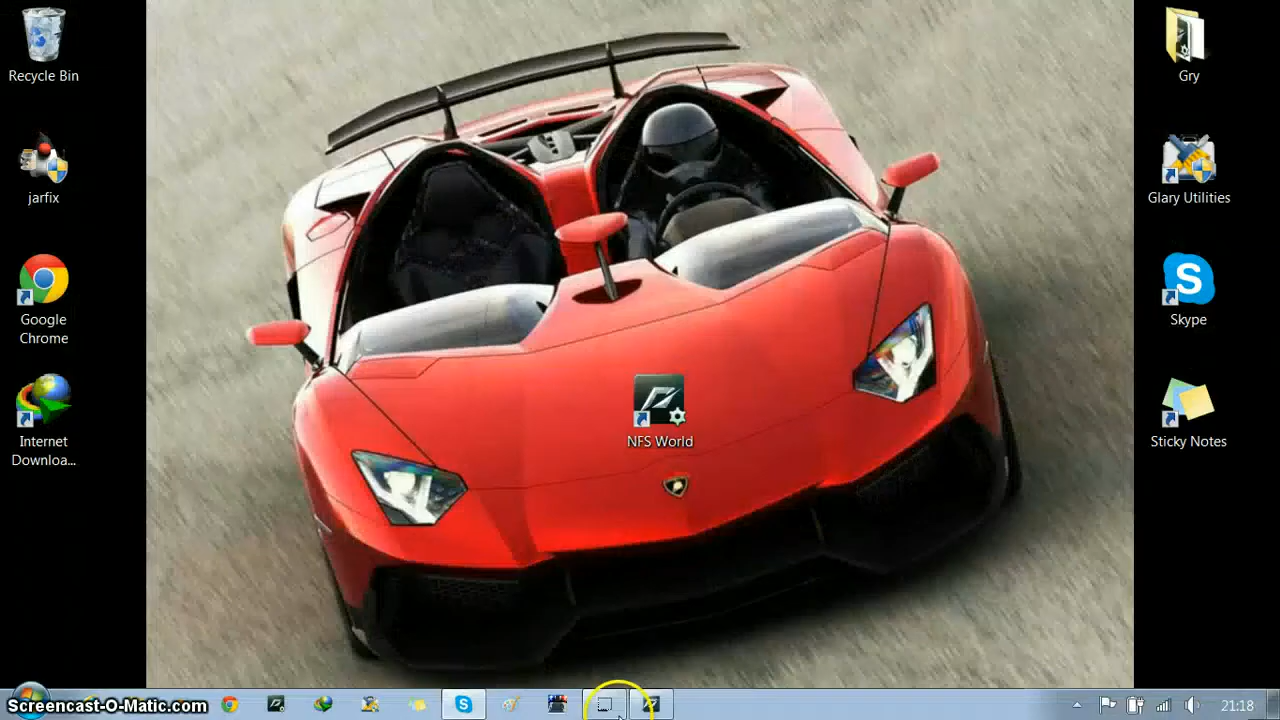 Recycle Bin
jarfix
Google
Chrome
Internet
Downloa...
NFS World
Gry
Glary Utilities
Skype
Sticky Notes
Screencast-O-Matic.com
21:18